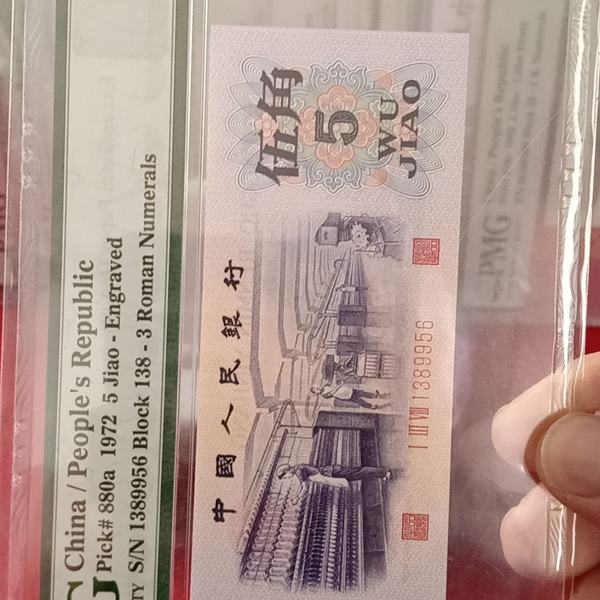 China / People's Republic
Pick# 880a 1972 5 Jiao - Engraved
TY S/N 1389956 Block 138 - 3 Roman Numerals
中國人民銀行
伍角
5
WU
JIAO
I III VIII 1389956
PMG